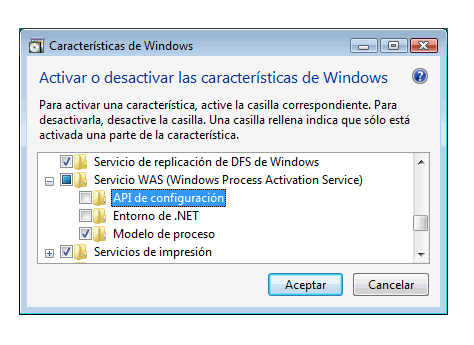 Características de Windows
Activar o desactivar las características de Windows
Para activar una característica, active la casilla correspondiente. Para
desactivarla, desactive la casilla. Una casilla rellena indica que sólo está
activada una parte de la característica.
Servicio de replicación de DFS de Windows
Servicio WAS (Windows Process Activation Service)
API de configuración
Entorno de .NET
Modelo de proceso
Servicios de impresión
Aceptar
Cancelar